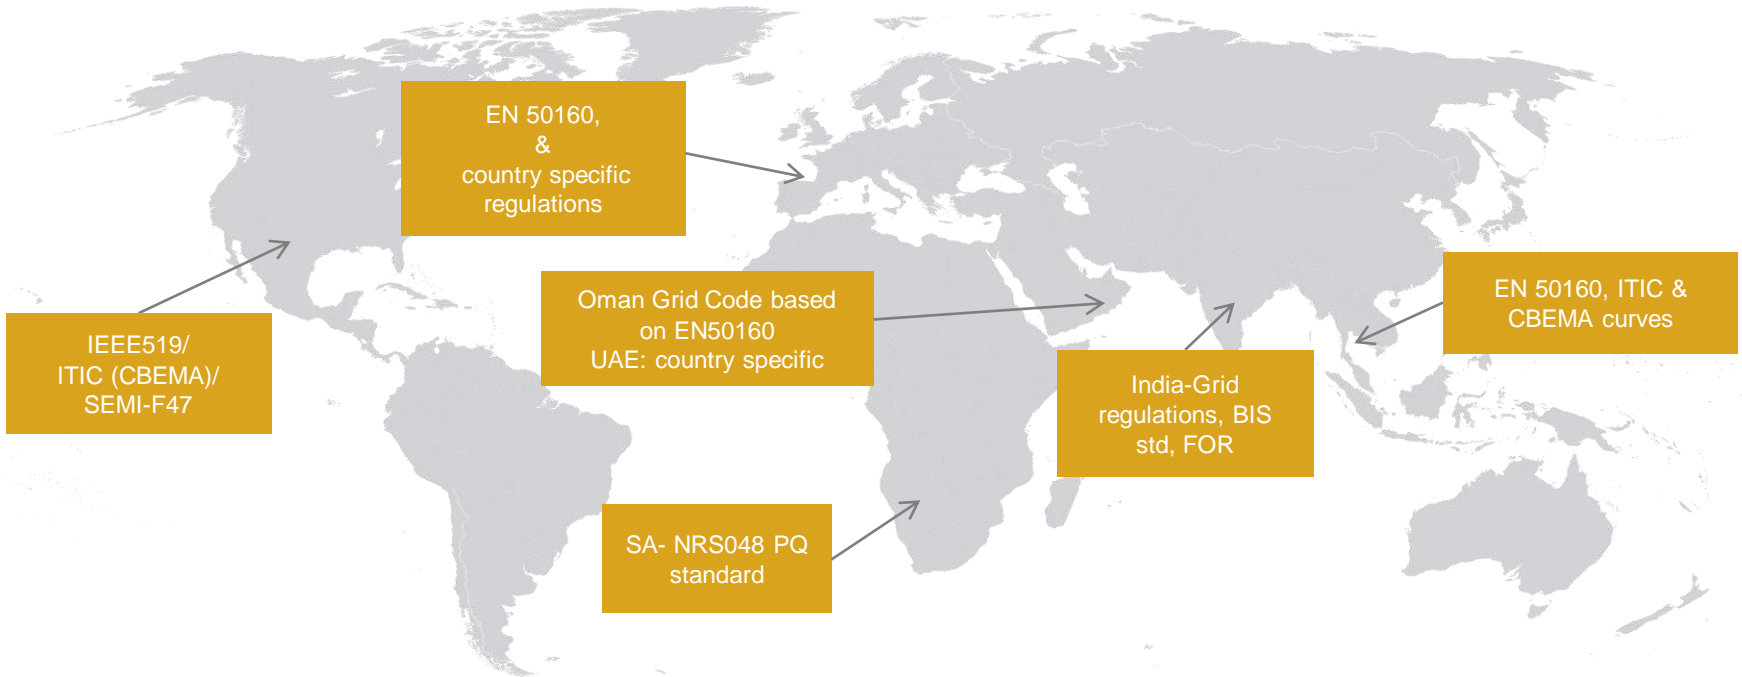 EN 50160,
&
country specific
regulations
Oman Grid Code based
on EN50160
UAE: country specific
EN 50160, ITIC &
CBEMA curves
IEEE519/
ITIC (CBEMA)/
SEMI-F47
India-Grid
regulations, BIS
std, FOR
SA- NRS048 PQ
standard